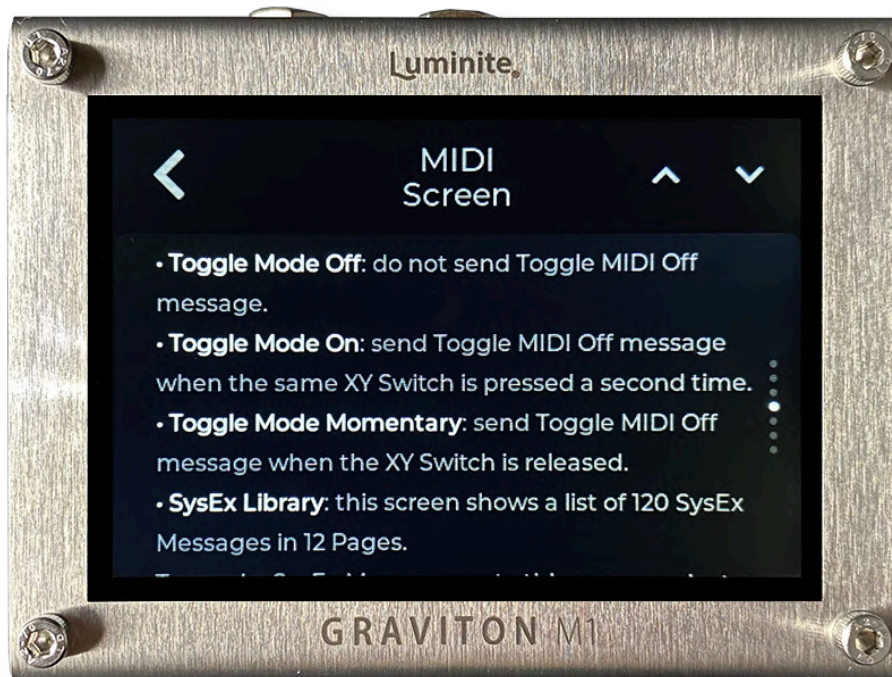 Luminite
MIDI
Screen
• Toggle Mode Off: do not send Toggle MIDI Off
message.
• Toggle Mode On: send Toggle MIDI Off message
when the same XY Switch is pressed a second time.
• Toggle Mode Momentary: send Toggle MIDI Off
message when the XY Switch is released.
• SysEx Library: this screen shows a list of 120 SysEx
Messages in 12 Pages.
GRAVITON M1